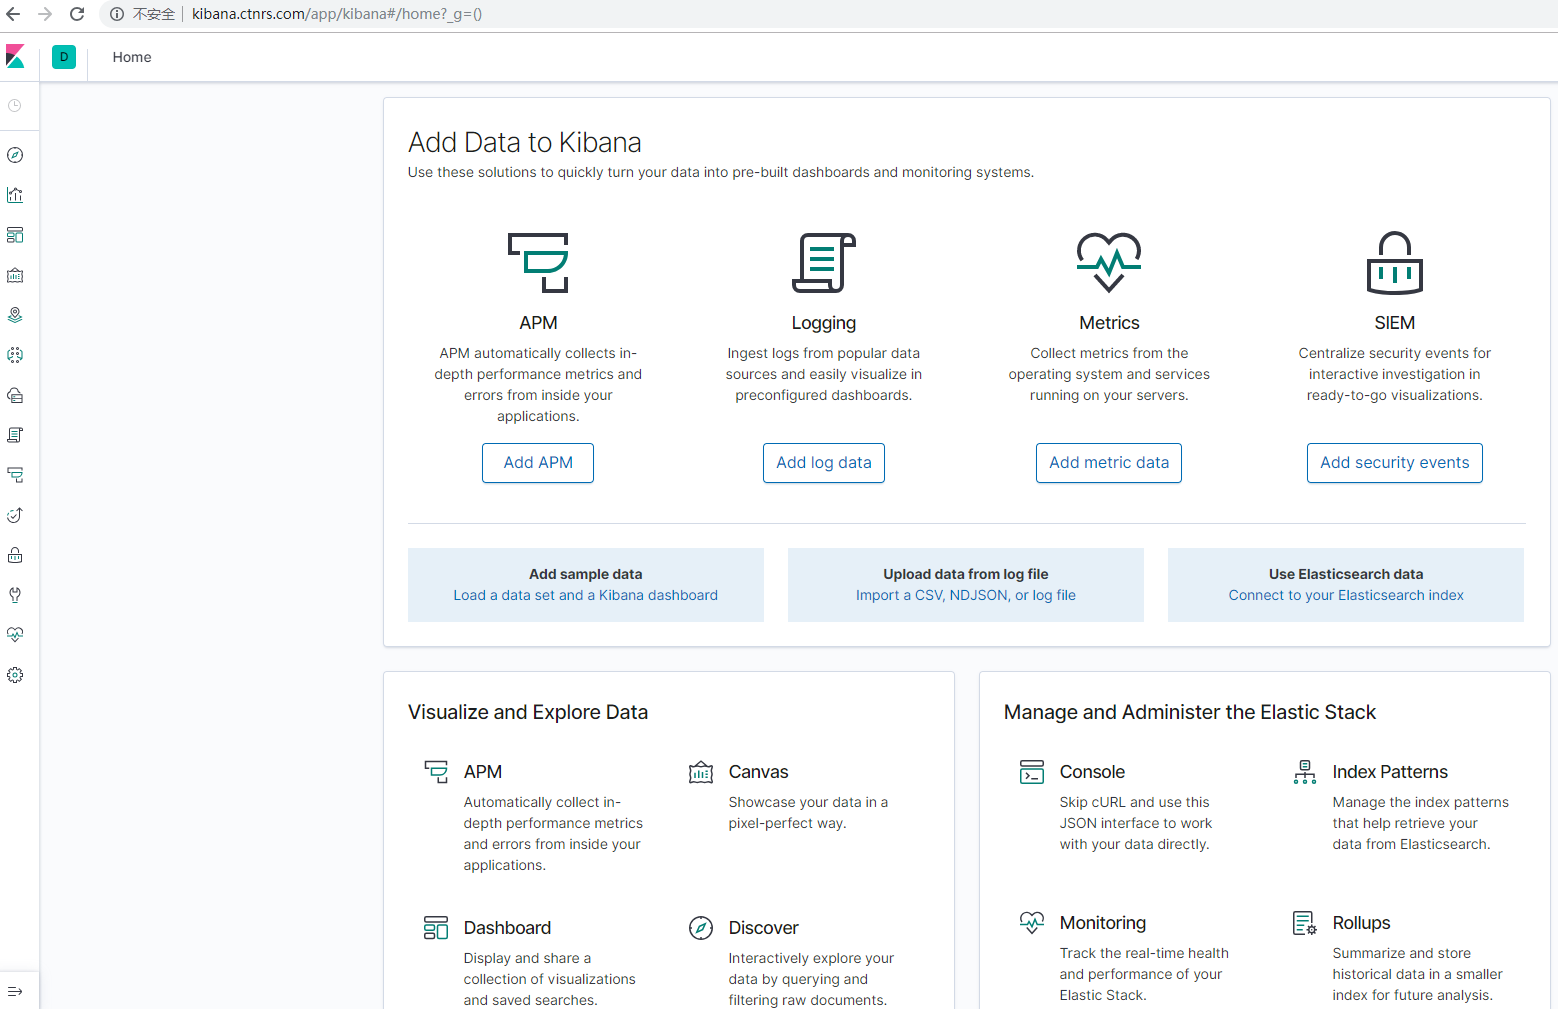 不安全 kibana.ctnrs.com/app/kibana#/home?_g=()
D Home
Add Data to Kibana
Use these solutions to quickly turn your data into pre-built dashboards and monitoring systems.
APM
APM automatically collects in-
depth performance metrics and
errors from inside your
applications.
Add APM
Logging
Ingest logs from popular data
sources and easily visualize in
preconfigured dashboards.
Add log data
Metrics
Collect metrics from the
operating system and services
running on your servers.
Add metric data
SIEM
Centralize security events for
interactive investigation in
ready-to-go visualizations.
Add security events
Add sample data
Load a data set and a Kibana dashboard
Upload data from log file
Import a CSV, NDJSON, or log file
Use Elasticsearch data
Connect to your Elasticsearch index
Visualize and Explore Data
APM
Automatically collect in-
depth performance metrics
and errors from inside your
applications.
Canvas
Showcase your data in a
pixel-perfect way.
Dashboard
Display and share a
collection of visualizations
and saved searches.
Discover
Interactively explore your
data by querying and
filtering raw documents.
Manage and Administer the Elastic Stack
Console
Skip cURL and use this
JSON interface to work
with your data directly.
Index Patterns
Manage the index patterns
that help retrieve your
data from Elasticsearch.
Monitoring
Track the real-time health
and performance of your
Elastic Stack.
Rollups
Summarize and store
historical data in a smaller
index for future analysis.